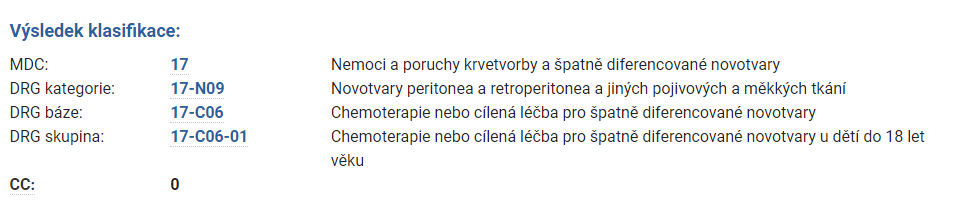 Výsledek klasifikace:
MDC: 17 Nemoci a poruchy krvetvorby a špatně diferencované novotvary
DRG kategorie: 17-N09 Novotvary peritonea a retroperitonea a jiných pojivových a měkkých tkání
DRG báze: 17-C06 Chemoterapie nebo cílená léčba pro špatně diferencované novotvary
DRG skupina: 17-C06-01 Chemoterapie nebo cílená léčba pro špatně diferencované novotvary u dětí do 18 let
věku
CC: 0